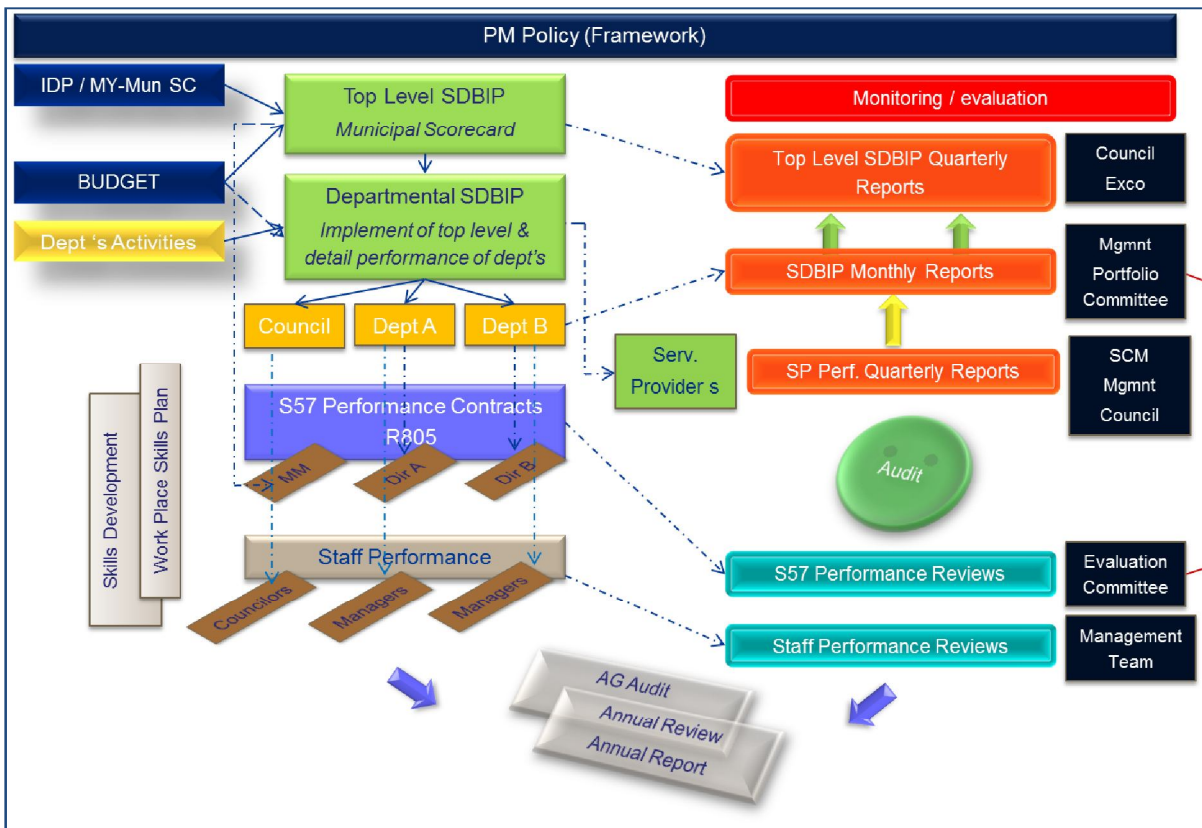 PM Policy (Framework)
IDP / MY-Mun SC
BUDGET
Dept 's Activities
Top Level SDBIP
Municipal Scorecard
Departmental SDBIP
Implement of top level &
detail performance of dept's
Council
Dept A
Dept B
Serv.
Provider s
S57 Performance Contracts
R805
MM
Dir A
Dir B
Skills Development
Work Place Skills Plan
Staff Performance
Councilors
Managers
Managers
Monitoring / evaluation
Top Level SDBIP Quarterly
Reports
Council
Exco
SDBIP Monthly Reports
Mgmnt
Portfolio
Committee
SP Perf. Quarterly Reports
SCM
Mgmnt
Council
Audit
S57 Performance Reviews
Evaluation
Committee
Staff Performance Reviews
Management
Team
AG Audit
Annual Review
Annual Report